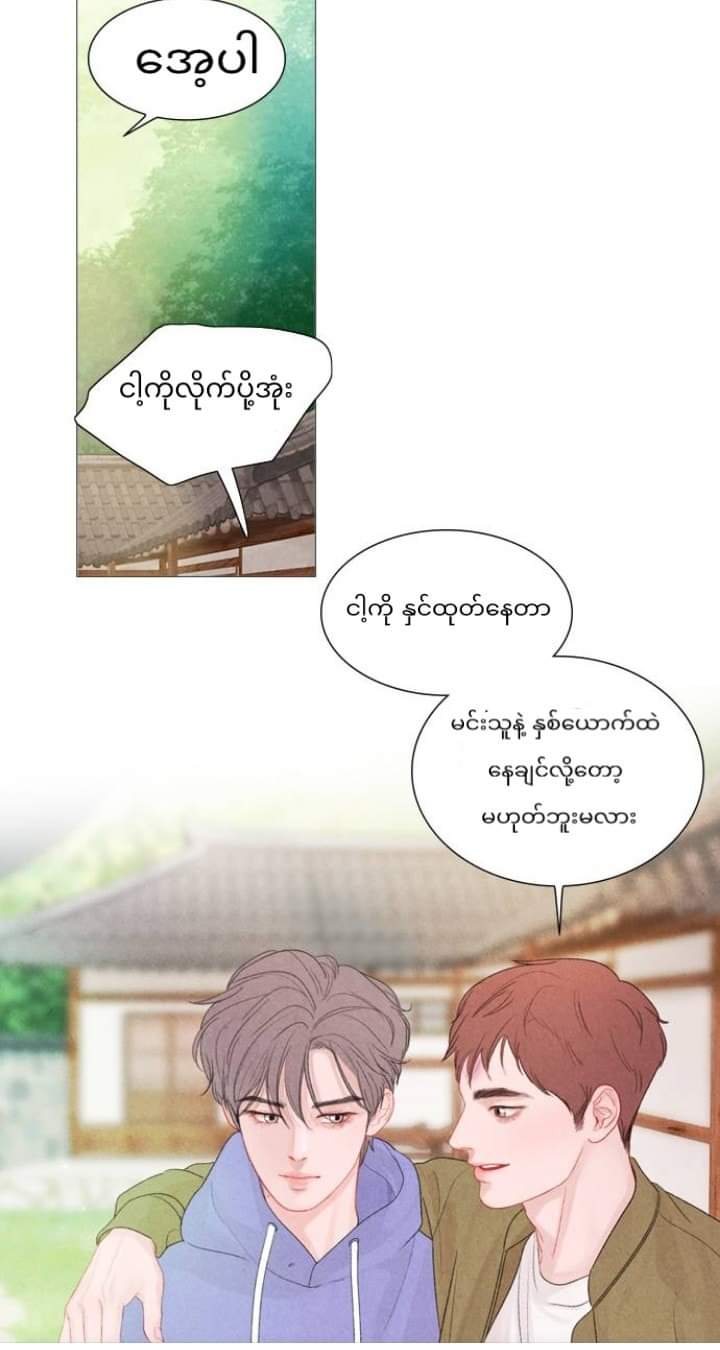 အေ့ပါ
ငါ့ကိုလိုက်ပို့အုံး
ငါ့ကို နှင်ထုတ်နေတာ
မင်းသူနဲ့ နှစ်ယောက်ထဲ
နေချင်လို့တော့
မဟုတ်ဘူးမလား